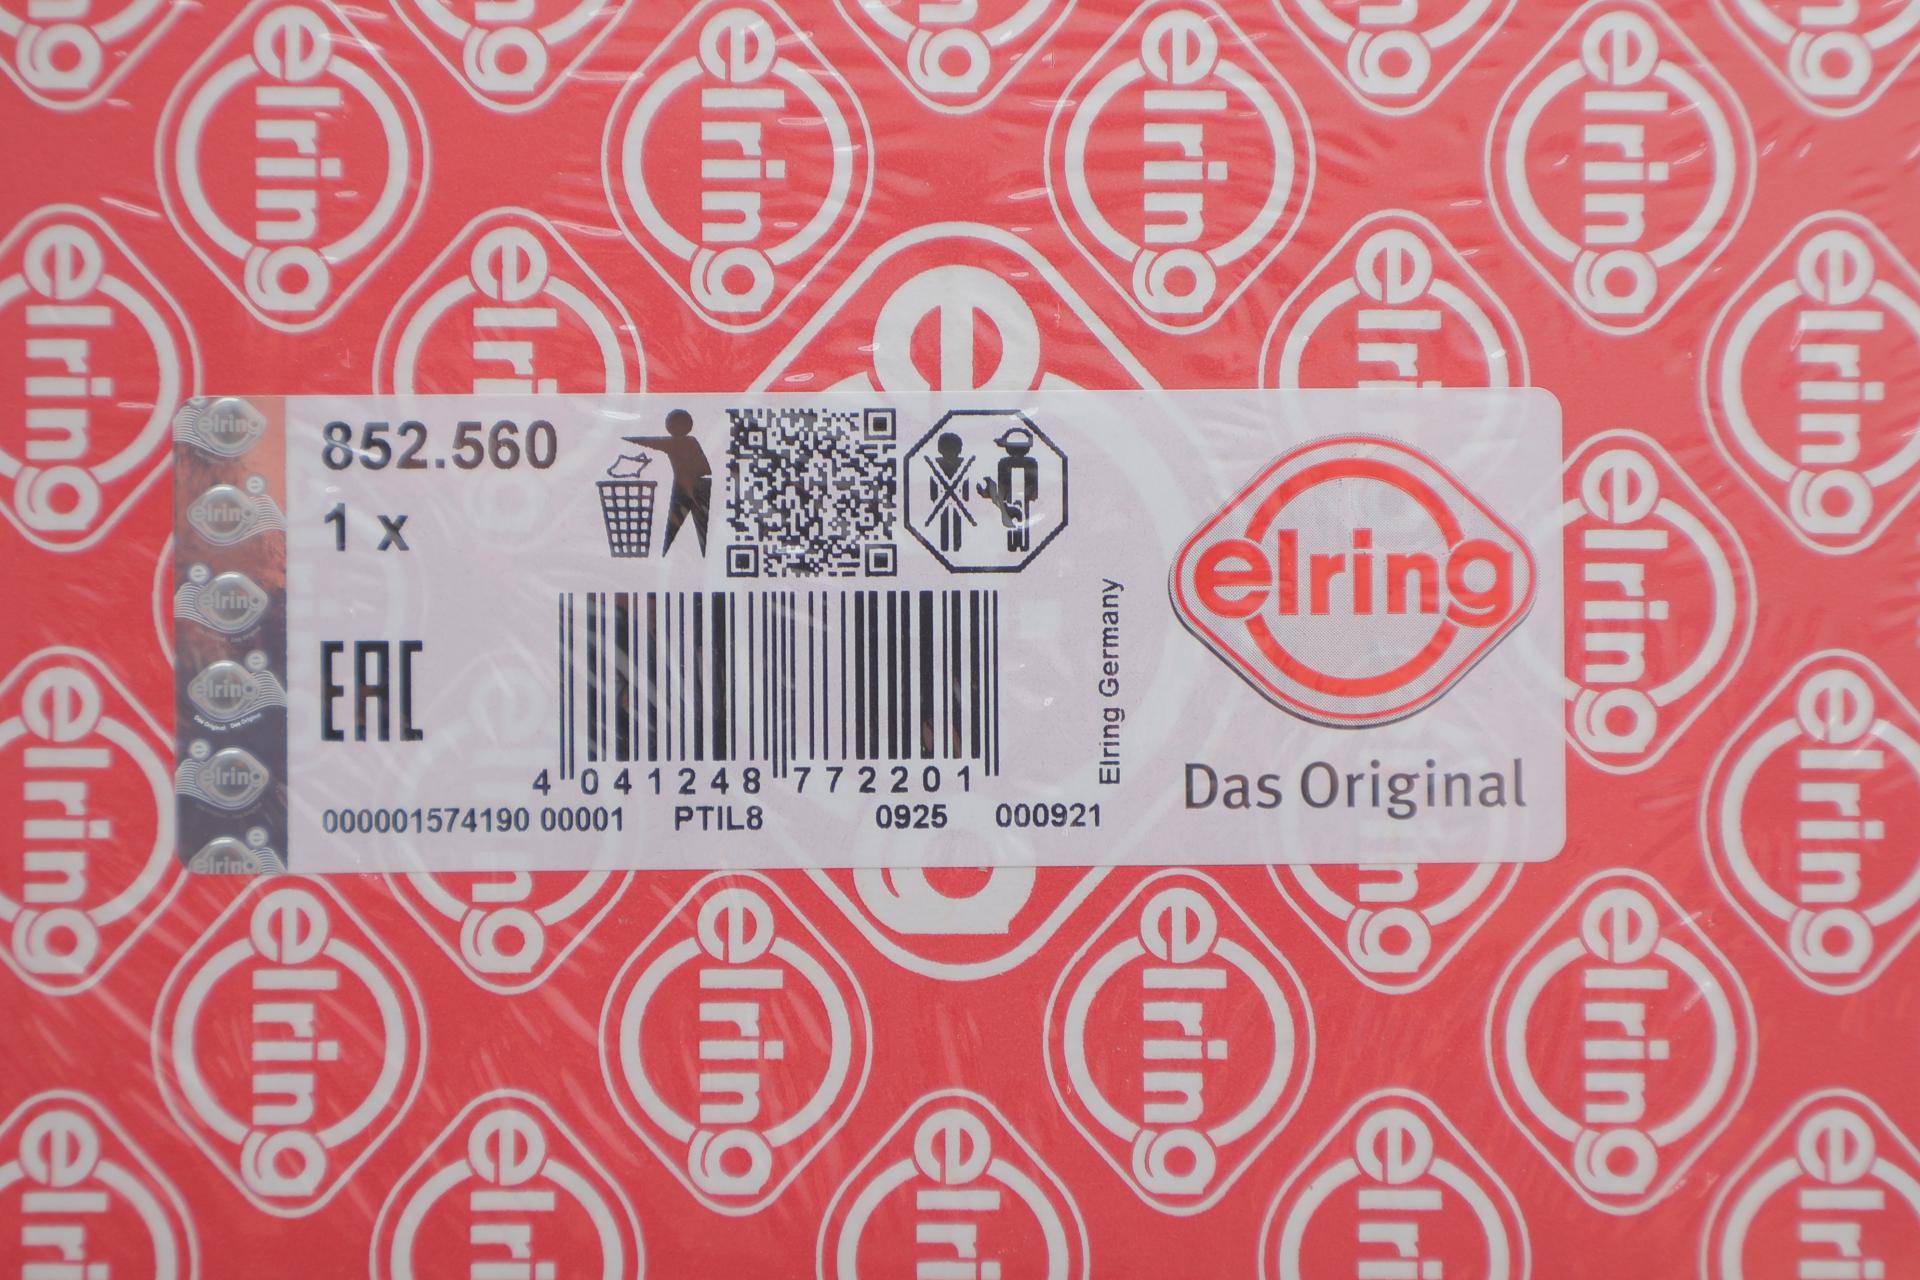 852.560
1 x
EAC
4 041248 772201
000001574190 00001 PTIL8 0925 000921
Elring Germany
elring
Das Original